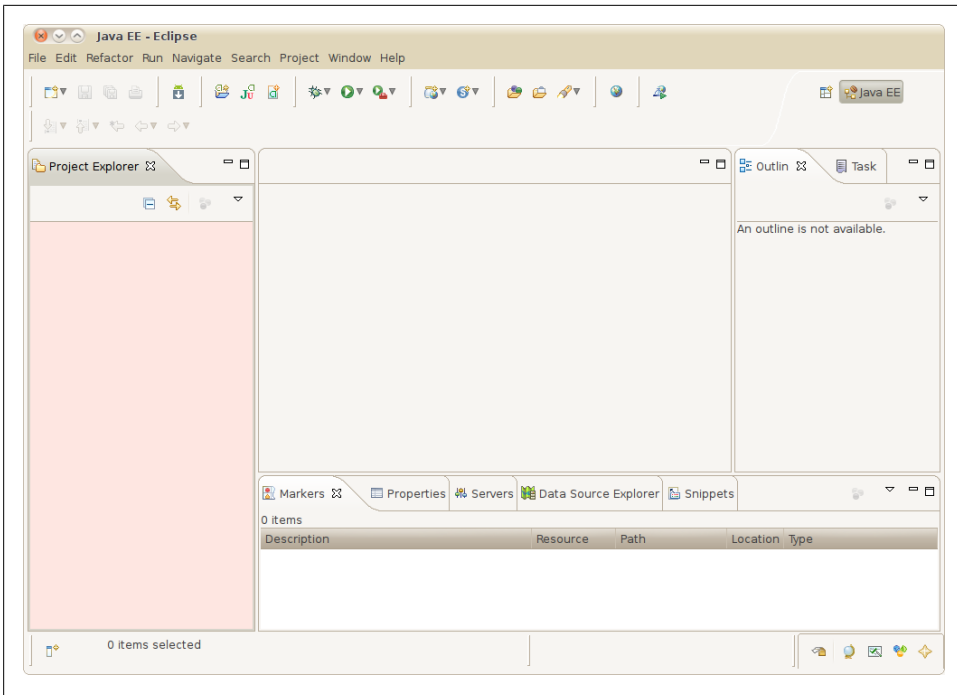 Java EE - Eclipse
File Edit Refactor Run Navigate Search Project Window Help
Java EE
Project Explorer
Outlin
Task
An outline is not available.
Markers Properties Servers Data Source Explorer Snippets
0 items
Description Resource Path Location Type
0 items selected